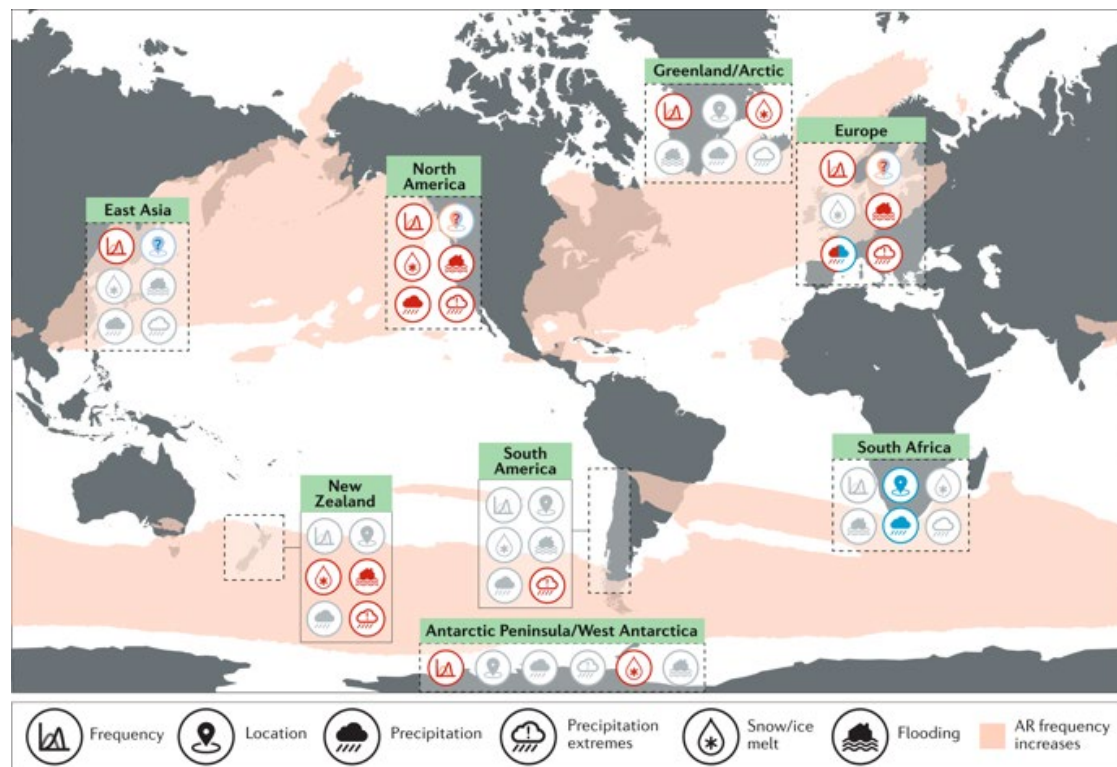 Greenland/Arctic
Europe
North
America
?
?
East Asia
?
!
!
South Africa
South
America
New
Zealand
!
!
Antarctic Peninsula/West Antarctica
Frequency
Location
Precipitation
Precipitation
extremes
Snow/ice
melt
Flooding
AR frequency
increases